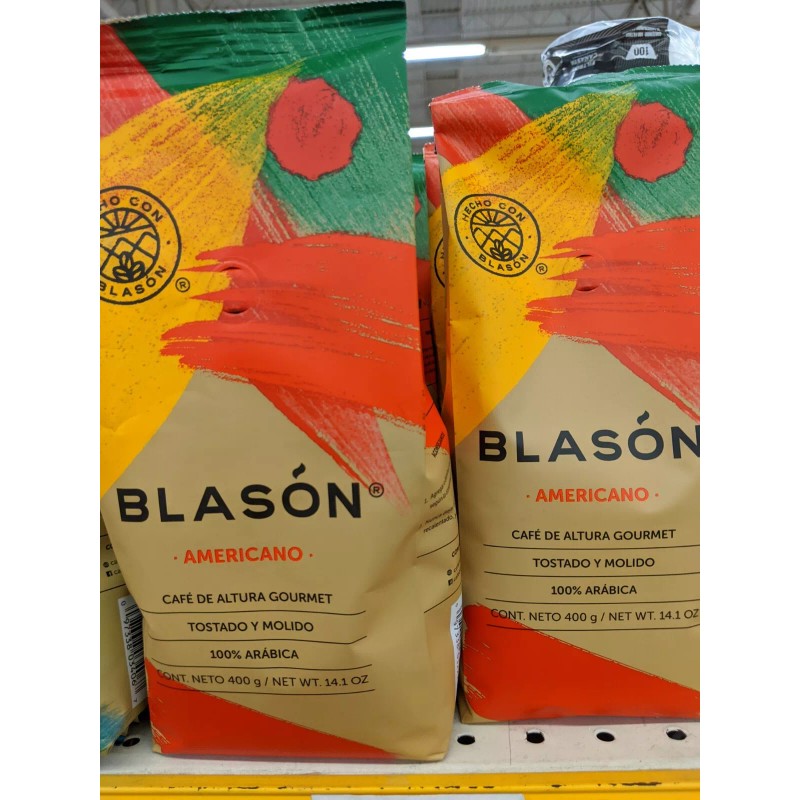 HECHO CON
BLASÓN
®
BLASÓN®
· AMERICANO ·
CAFÉ DE ALTURA GOURMET
TOSTADO Y MOLIDO
100% ARÁBICA
CONT. NETO 400 g / NET WT. 14.1 OZ
HECHO CON
BLASÓN
®
BLASÓN
· AMERICANO ·
CAFÉ DE ALTURA GOURMET
TOSTADO Y MOLIDO
100% ARÁBICA
CONT. NETO 400 g / NET WT. 14.1 OZ
100